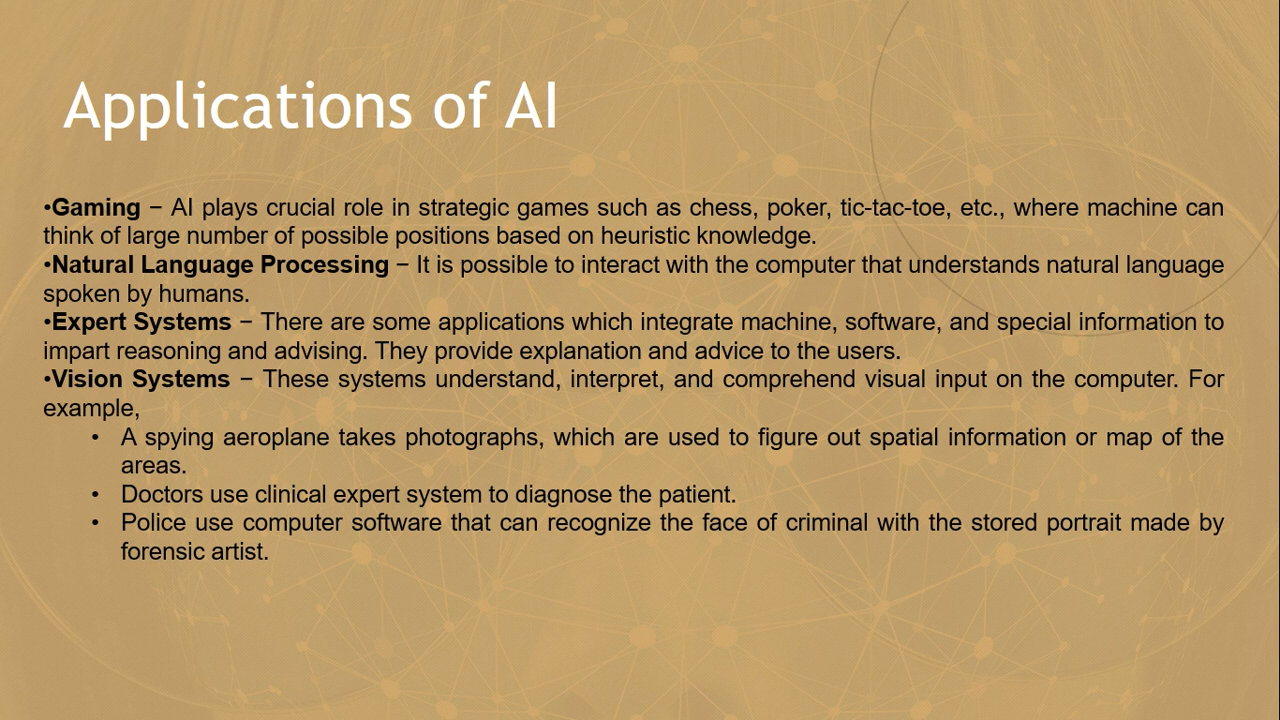 Applications of AI
•Gaming − AI plays crucial role in strategic games such as chess, poker, tic-tac-toe, etc., where machine can
think of large number of possible positions based on heuristic knowledge.
•Natural Language Processing − It is possible to interact with the computer that understands natural language
spoken by humans.
•Expert Systems − There are some applications which integrate machine, software, and special information to
impart reasoning and advising. They provide explanation and advice to the users.
•Vision Systems − These systems understand, interpret, and comprehend visual input on the computer. For
example,
• A spying aeroplane takes photographs, which are used to figure out spatial information or map of the
areas.
• Doctors use clinical expert system to diagnose the patient.
• Police use computer software that can recognize the face of criminal with the stored portrait made by
forensic artist.